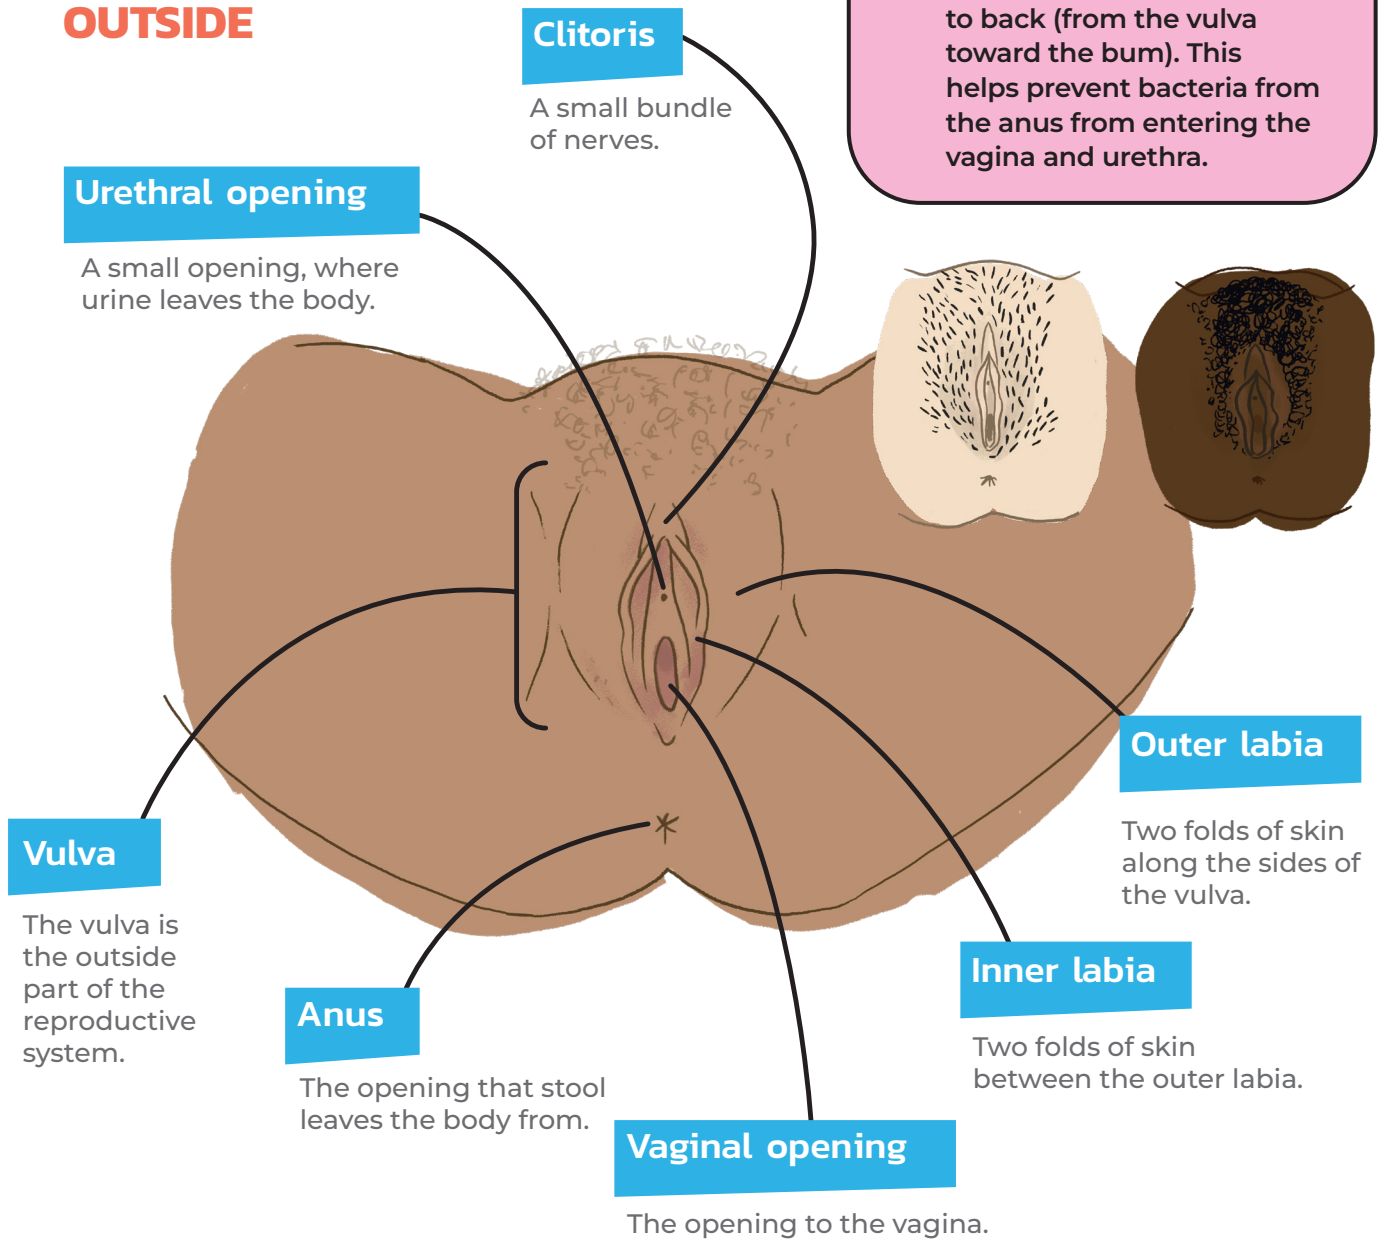 OUTSIDE
Clitoris
A small bundle
of nerves.
to back (from the vulva
toward the bum). This
helps prevent bacteria from
the anus from entering the
vagina and urethra.
Urethral opening
A small opening, where
urine leaves the body.
Outer labia
Two folds of skin
along the sides of
the vulva.
Vulva
The vulva is
the outside
part of the
reproductive
system.
Inner labia
Two folds of skin
between the outer labia.
Anus
The opening that stool
leaves the body from.
Vaginal opening
The opening to the vagina.